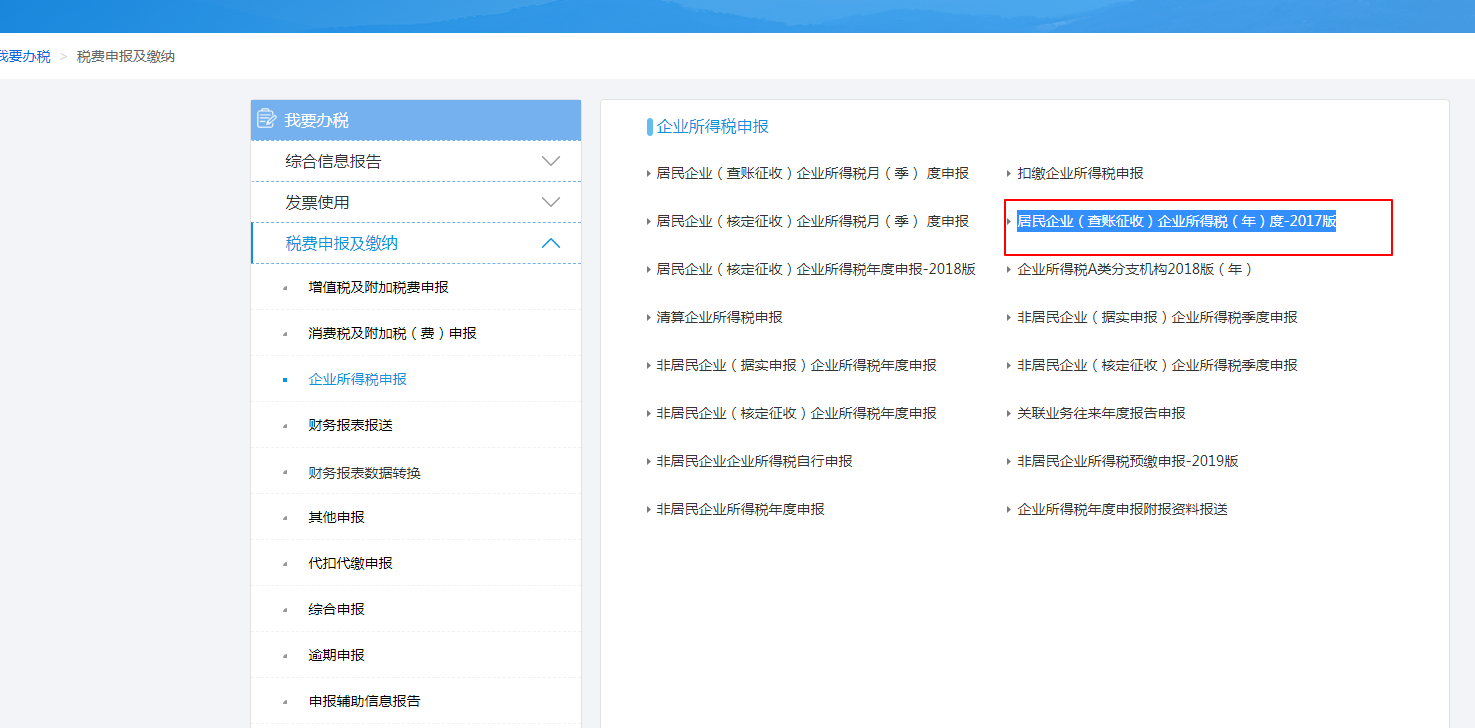 我要办税 > 税费申报及缴纳
我要办税
综合信息报告
发票使用
税费申报及缴纳
增值税及附加税费申报
消费税及附加税（费）申报
企业所得税申报
财务报表报送
财务报表数据转换
其他申报
代扣代缴申报
综合申报
逾期申报
申报辅助信息报告
企业所得税申报
居民企业（查账征收）企业所得税月（季） 度申报
扣缴企业所得税申报
居民企业（核定征收）企业所得税月（季） 度申报
居民企业（查账征收）企业所得税（年）度-2017版
居民企业（核定征收）企业所得税年度申报-2018版
企业所得税A类分支机构2018版（年）
清算企业所得税申报
非居民企业（据实申报）企业所得税季度申报
非居民企业（据实申报）企业所得税年度申报
非居民企业（核定征收）企业所得税季度申报
非居民企业（核定征收）企业所得税年度申报
关联业务往来年度报告申报
非居民企业企业所得税自行申报
非居民企业所得税预缴申报-2019版
非居民企业所得税年度申报
企业所得税年度申报附报资料报送